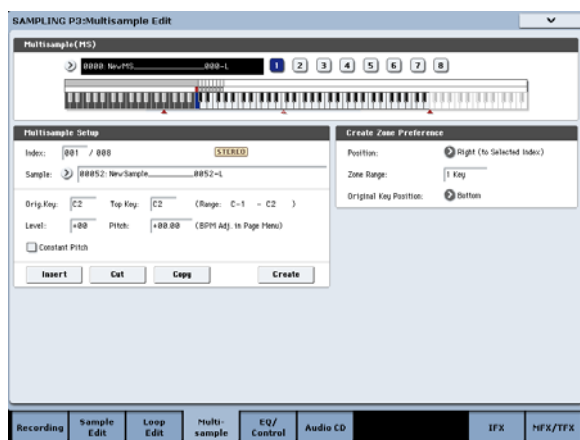 SAMPLING P3:Multisample Edit
Multisample(MS)
0000: NewMS_______________000-L
1 2 3 4 5 6 7 8
Multisample Setup
Index: 001 / 008 STEREO
Sample: 00052: NewSample_________0052-L
Orig.Key: C2 Top Key: C2 (Range: C-1 - C2 )
Level: +00 Pitch: +00.00 (BPM Adj. in Page Menu)
Constant Pitch
Insert Cut Copy Create
Create Zone Preference
Position: Right (to Selected Index)
Zone Range: 1 Key
Original Key Position: Bottom
Recording Sample Edit Loop Edit Multi-sample EQ/Control Audio CD IFX MFX/TFX